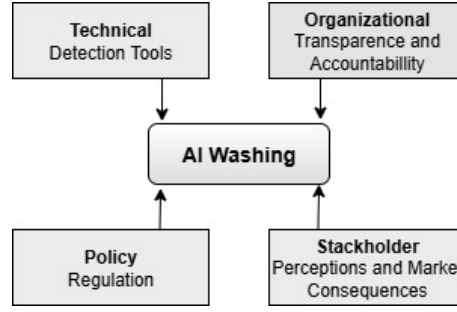 Technical
Detection Tools
Organizational
Transparence and
Accountabillity
AI Washing
Policy
Regulation
Stackholder
Perceptions and Marke
Consequences